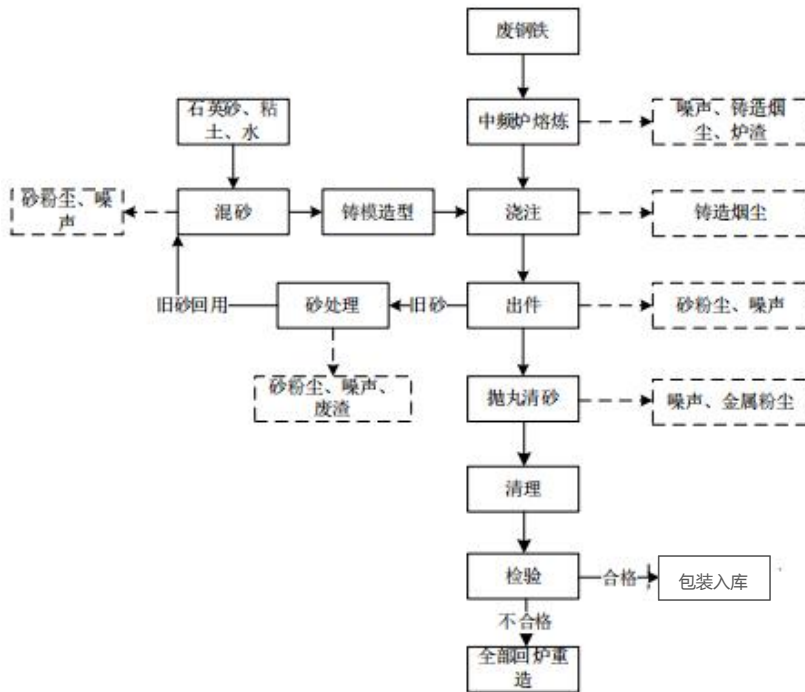 废钢铁
石英砂、粘
土、水
中频炉熔炼
噪声、铸造烟
尘、炉渣
砂粉尘、噪
声
混砂
铸模造型
浇注
铸造烟尘
旧砂回用
砂处理
旧砂
出件
砂粉尘、噪声
砂粉尘、噪声、
废渣
抛丸清砂
噪声、金属粉尘
清理
检验
合格
包装入库
不合格
全部回炉重
造